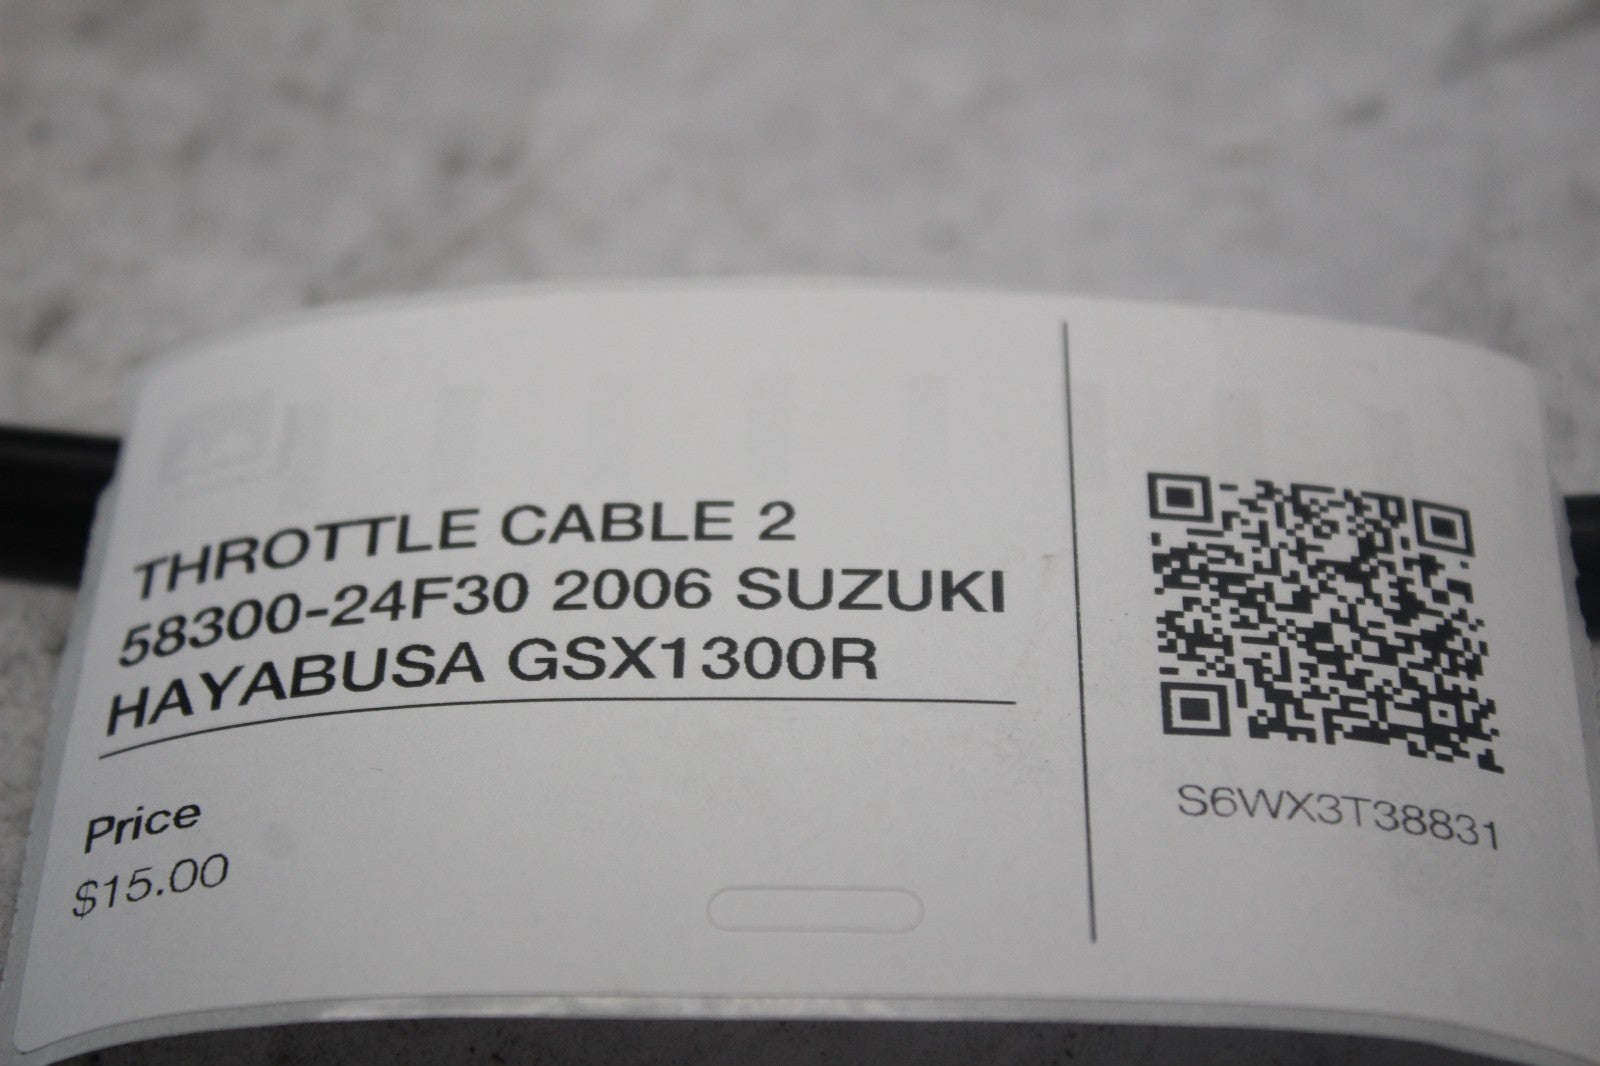 THROTTLE CABLE 2
58300-24F30 2006 SUZUKI
HAYABUSA GSX1300R
Price
$15.00
S6WX3T38831